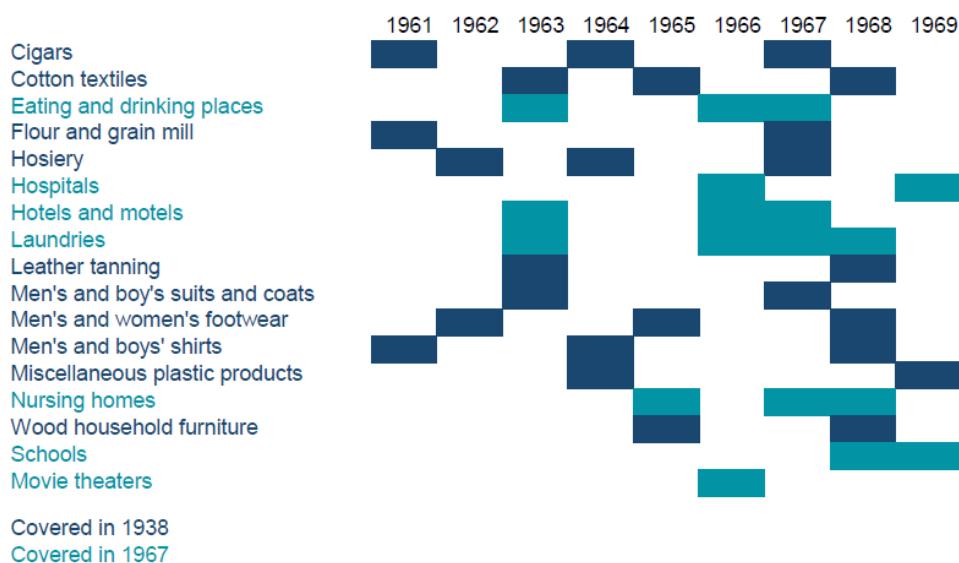 1961 1962 1963 1964 1965 1966 1967 1968 1969
Cigars
Cotton textiles
Eating and drinking places
Flour and grain mill
Hosiery
Hospitals
Hotels and motels
Laundries
Leather tanning
Men's and boy's suits and coats
Men's and women's footwear
Men's and boys' shirts
Miscellaneous plastic products
Nursing homes
Wood household furniture
Schools
Movie theaters
Covered in 1938
Covered in 1967